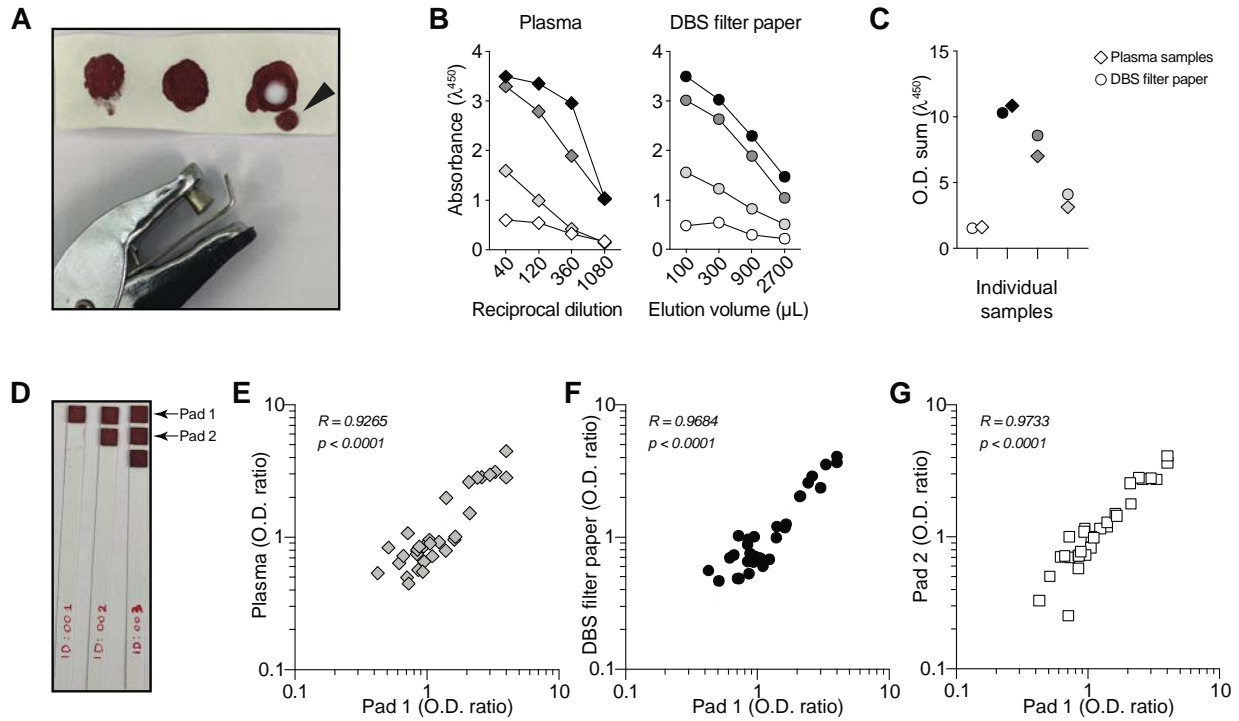 A
B
Plasma
DBS filter paper
Absorbance (λ⁴⁵⁰)
4
3
2
1
0
40
120
360
1080
Reciprocal dilution
4
3
2
1
0
100
300
900
2700
Elution volume (µL)
C
O.D. sum (λ⁴⁵⁰)
15
10
5
0
Individual
samples
Plasma samples
DBS filter paper
D
Pad 1
Pad 2
ID:001
ID:002
ID:003
E
Plasma (O.D. ratio)
10
1
0.1
R = 0.9265
p < 0.0001
0.1
1
10
Pad 1 (O.D. ratio)
F
DBS filter paper (O.D. ratio)
10
1
0.1
R = 0.9684
p < 0.0001
0.1
1
10
Pad 1 (O.D. ratio)
G
Pad 2 (O.D. ratio)
10
1
0.1
R = 0.9733
p < 0.0001
0.1
1
10
Pad 1 (O.D. ratio)